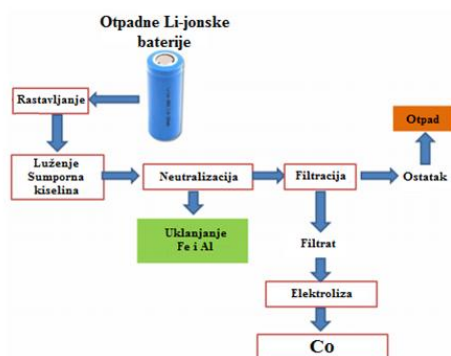 Otpadne Li-jonske
baterije
Rastavljanje
Otpad
Luženje
Sumporna
kiselina
Neutralizacija
Filtracija
Ostatak
Uklanjanje
Fe i Al
Filtrat
Elektroliza
Co